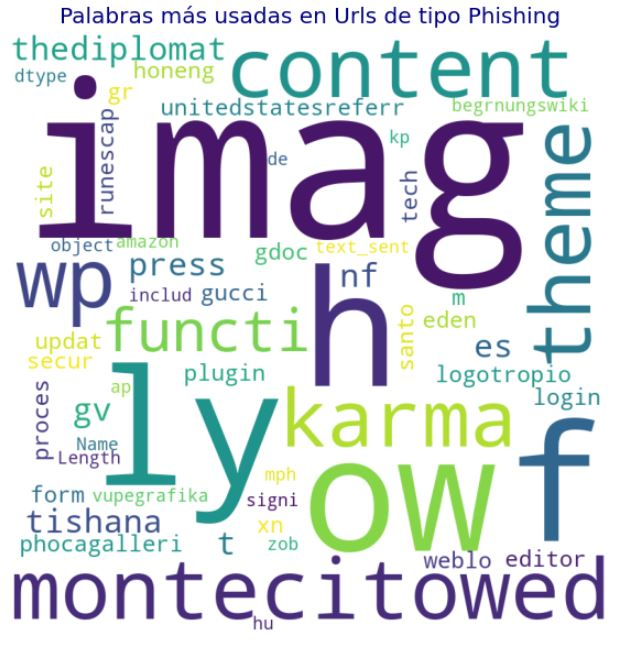 Palabras más usadas en Urls de tipo Phishing
thediplomat
content
dtype
honeng
gr
unitedstatesreferr
begrnungswiki
imag
kp
de
runescap
site
tech
theme
object
amazon
gdoc
text_sent
wp
press
h
nf
includ
gucci
m
functi
eden
santo
updat
es
secur
plugin
logotropio
ap
ly
karma
login
proces
gv
Name
Length
ow
f
mph
form
vupegrafika
signi
tishana
xn
phocagalleri
t
zob
weblo
editor
montecitowed
hu